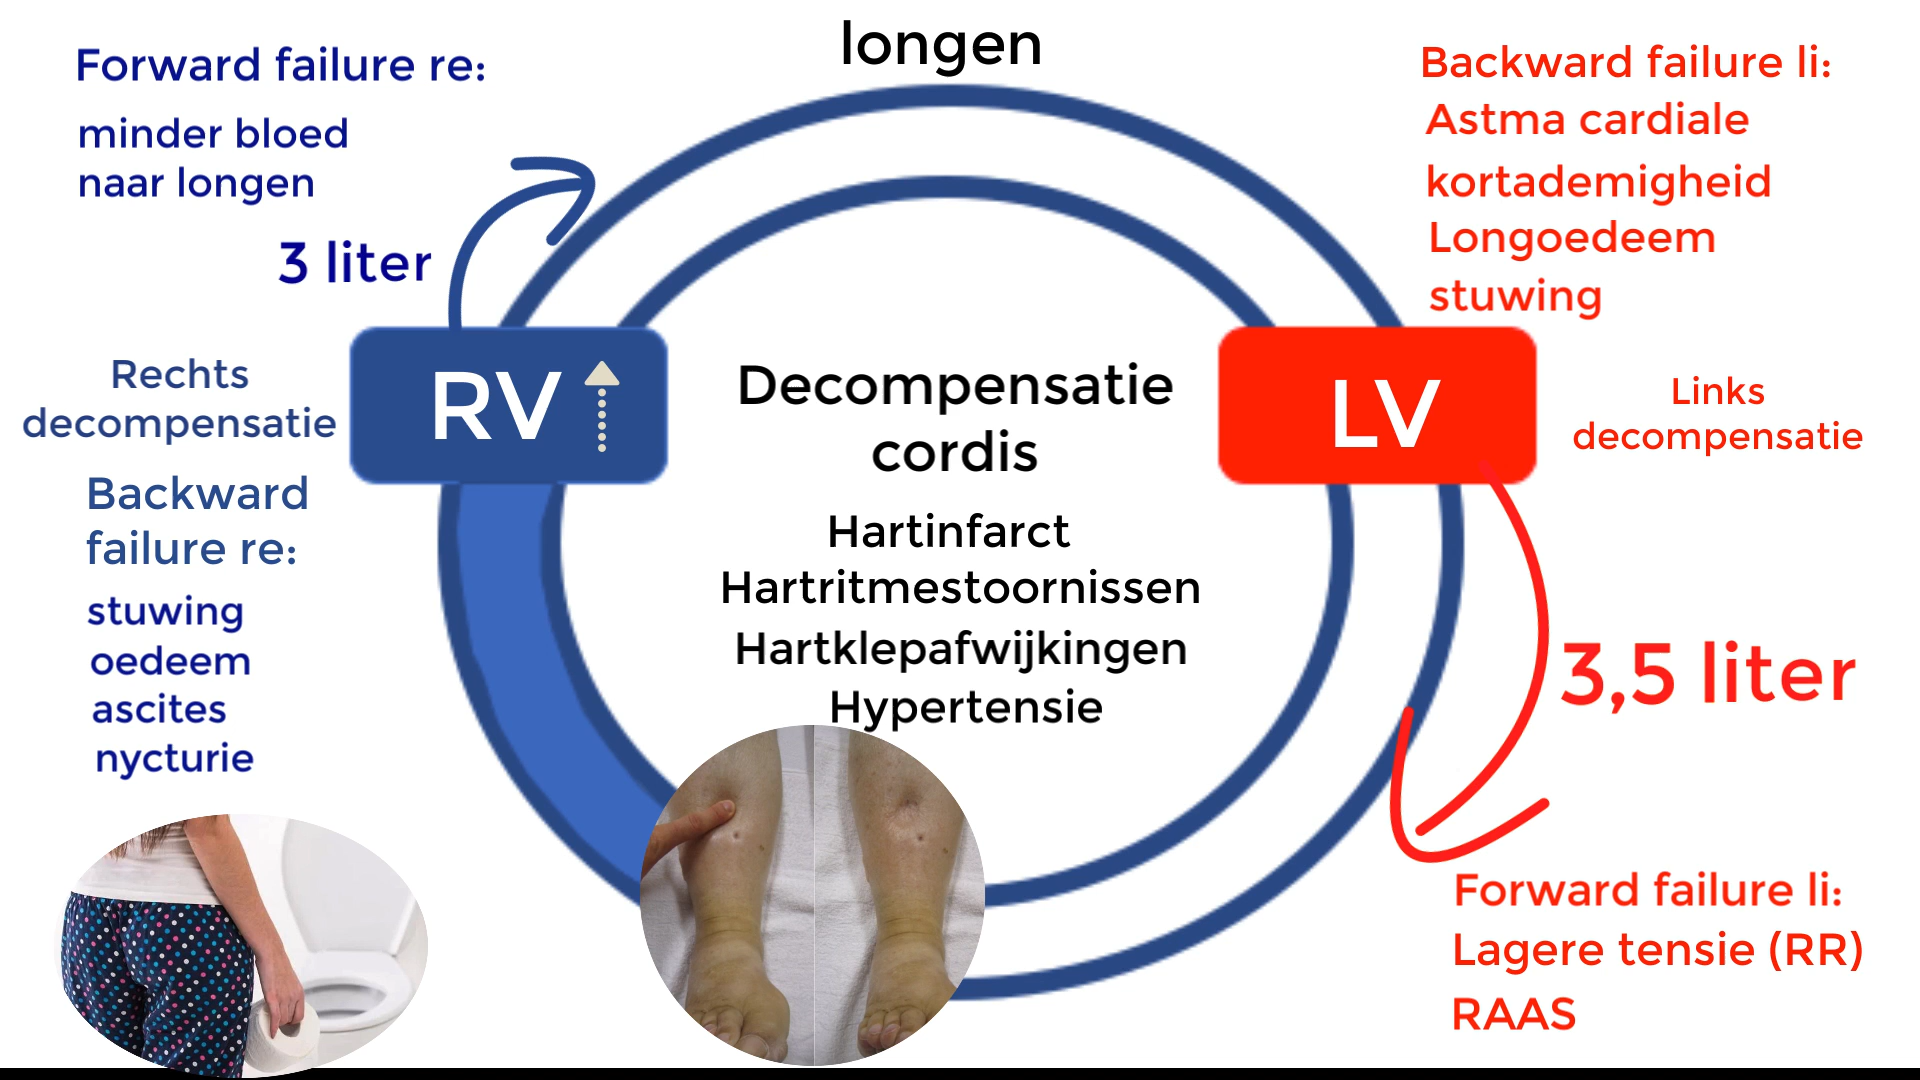 longen
Forward failure re:
minder bloed
naar longen
3 liter
RV
Rechts
decompensatie
Backward
failure re:
stuwing
oedeem
ascites
nycturie
Decompensatie
cordis
Hartinfarct
Hartritmestoornissen
Hartklepafwijkingen
Hypertensie
Backward failure li:
Astma cardiale
kortademigheid
Longoedeem
stuwing
LV
Links
decompensatie
3,5 liter
Forward failure li:
Lagere tensie (RR)
RAAS